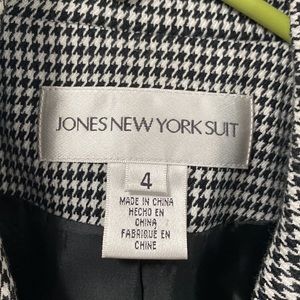 JONES NEW YORK SUIT
4
MADE IN CHINA
HECHO EN
CHINA
FABRIQUÉ EN
CHINE